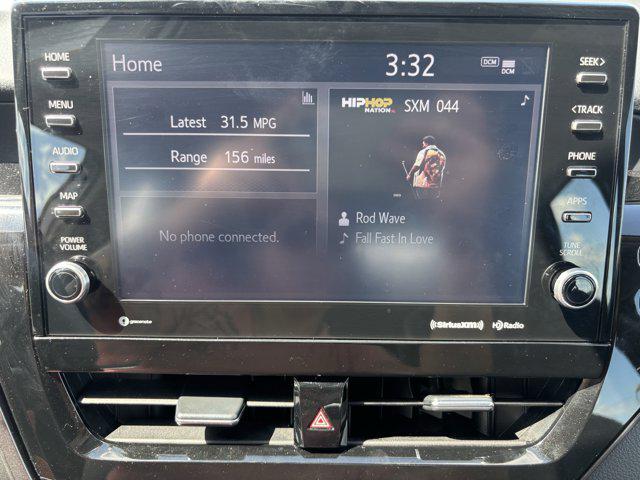 HOME
MENU
AUDIO
MAP
POWER
VOLUME
Home
3:32
DCM
DCM
Latest 31.5 MPG
Range 156 miles
No phone connected.
HIPHOP
NATION
SXM 044
Rod Wave
Fall Fast In Love
SEEK>
<TRACK
PHONE
APPS
TUNE
SCROLL
gracenote
((SiriusXM))
HD Radio